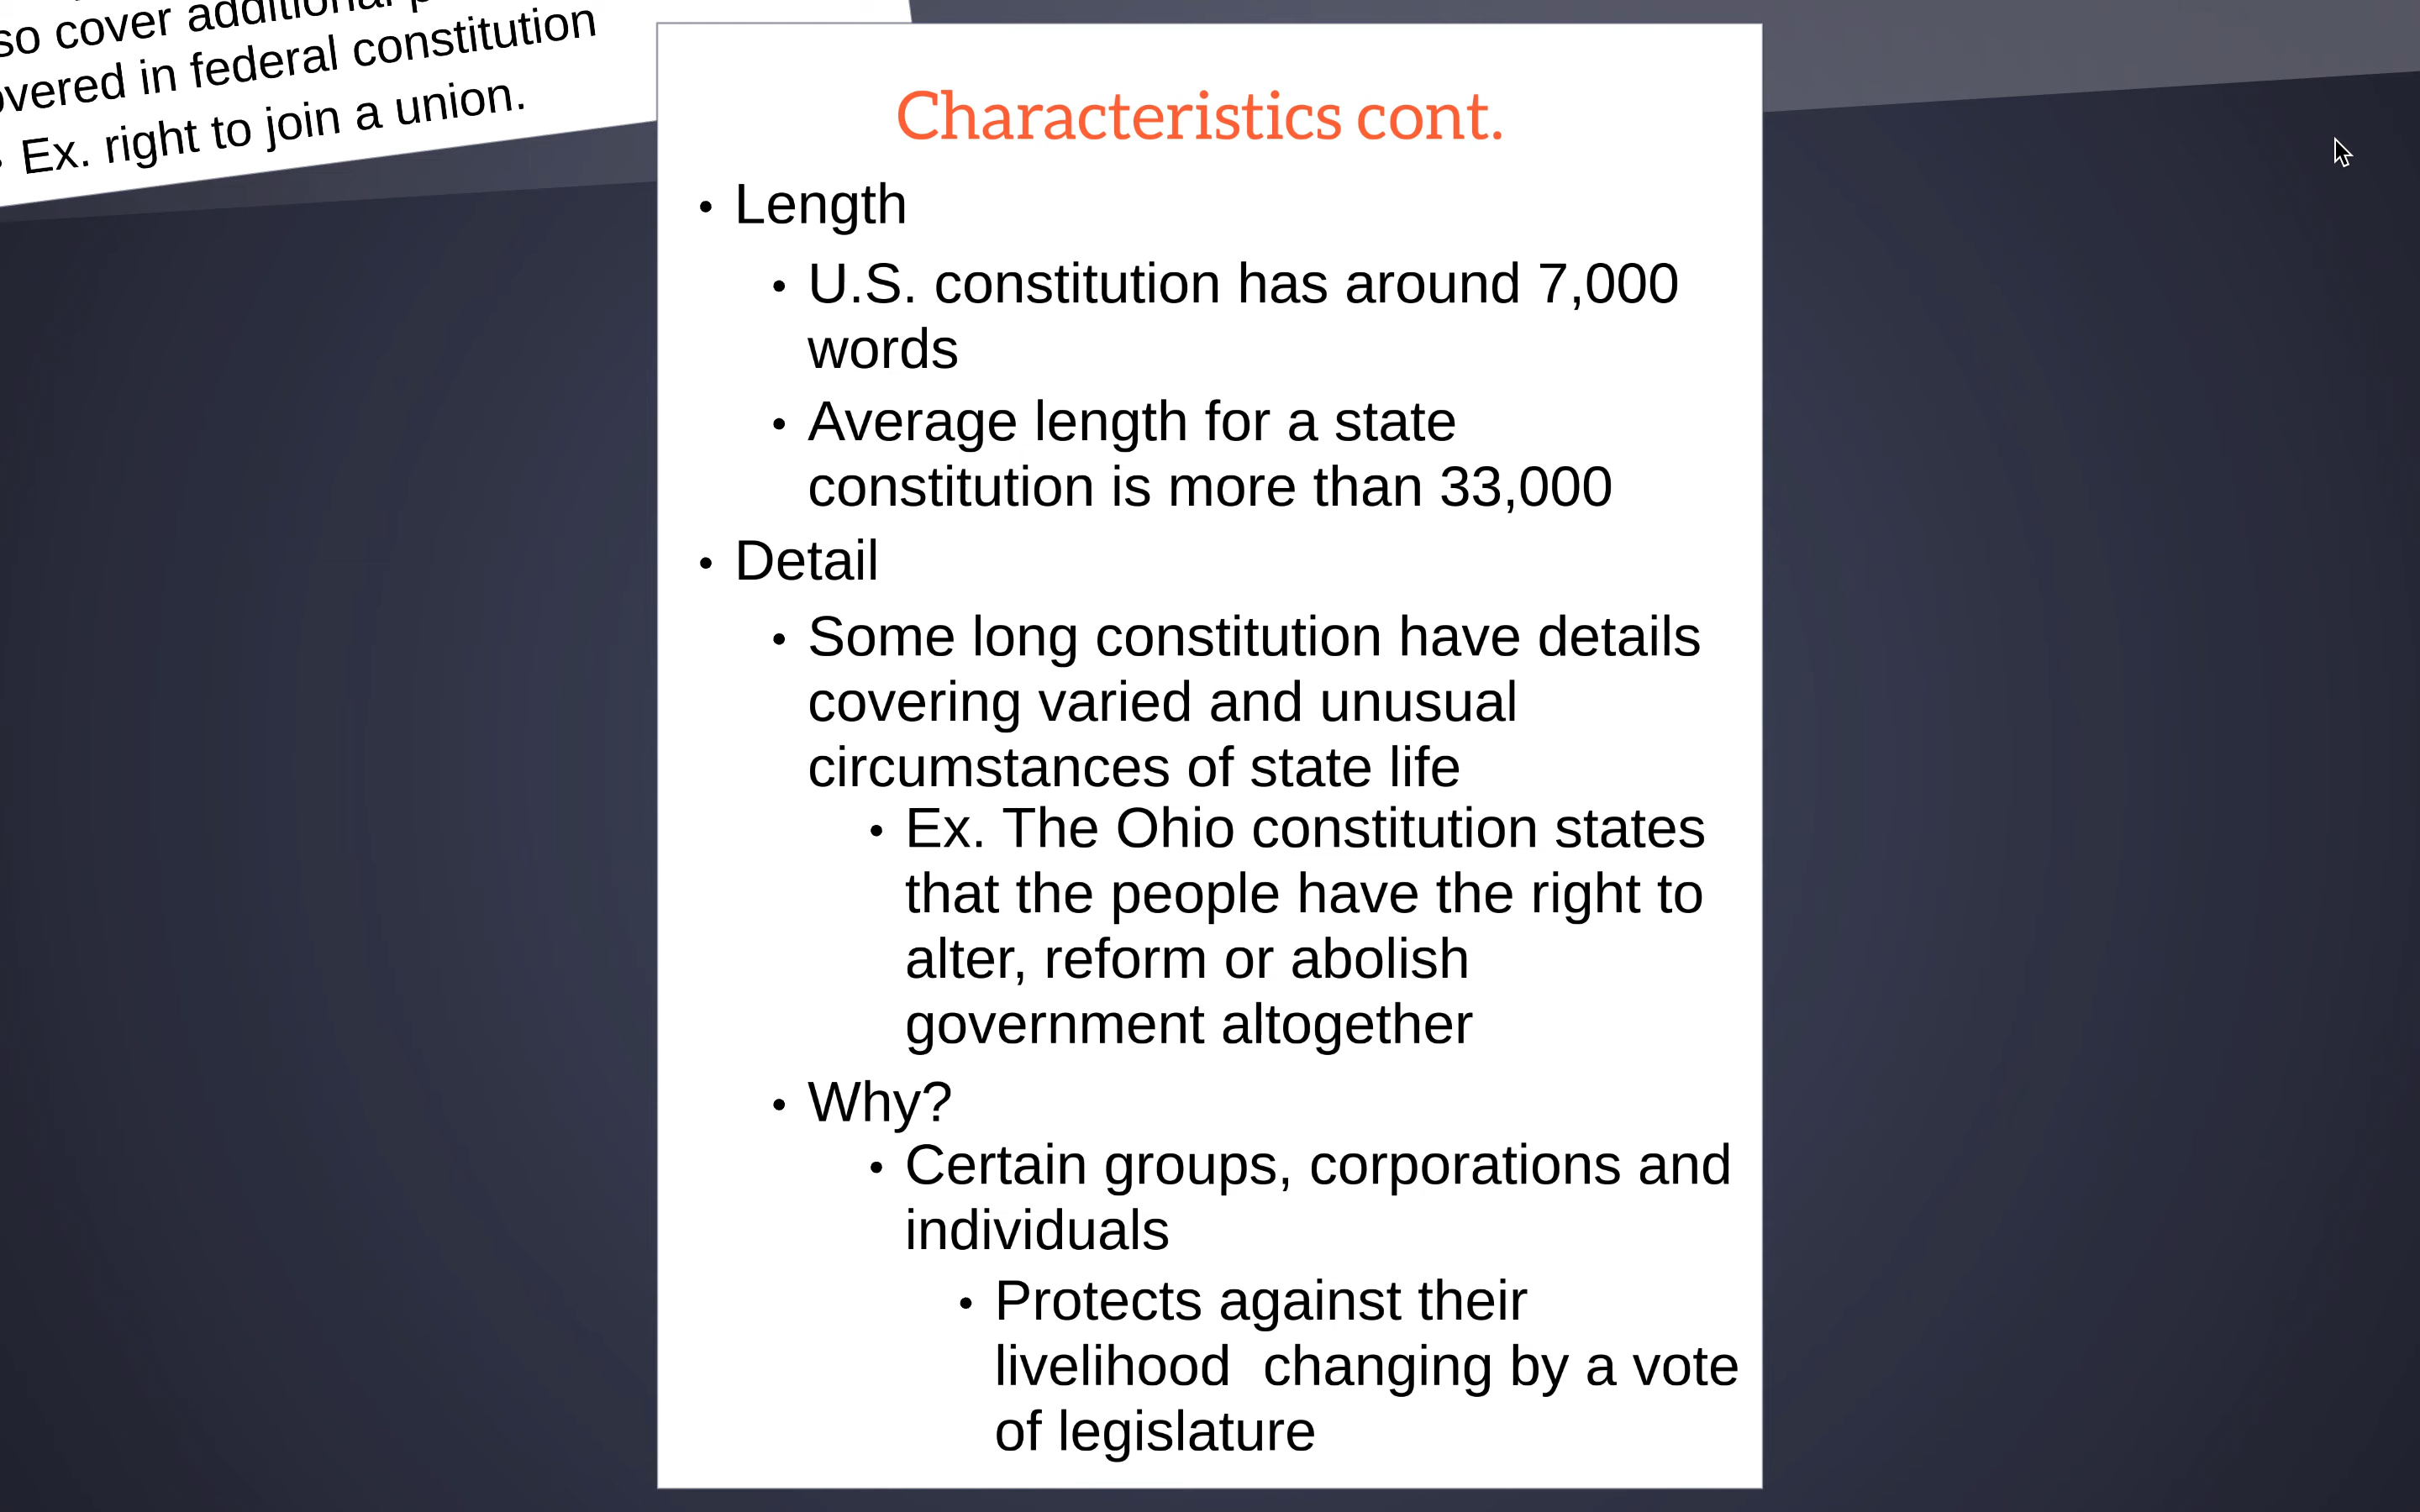 so cover additional
overed in federal constitution
• Ex. right to join a union.
Characteristics cont.
• Length
• U.S. constitution has around 7,000
words
• Average length for a state
constitution is more than 33,000
• Detail
• Some long constitution have details
covering varied and unusual
circumstances of state life
• Ex. The Ohio constitution states
that the people have the right to
alter, reform or abolish
government altogether
• Why?
• Certain groups, corporations and
individuals
• Protects against their
livelihood  changing by a vote
of legislature